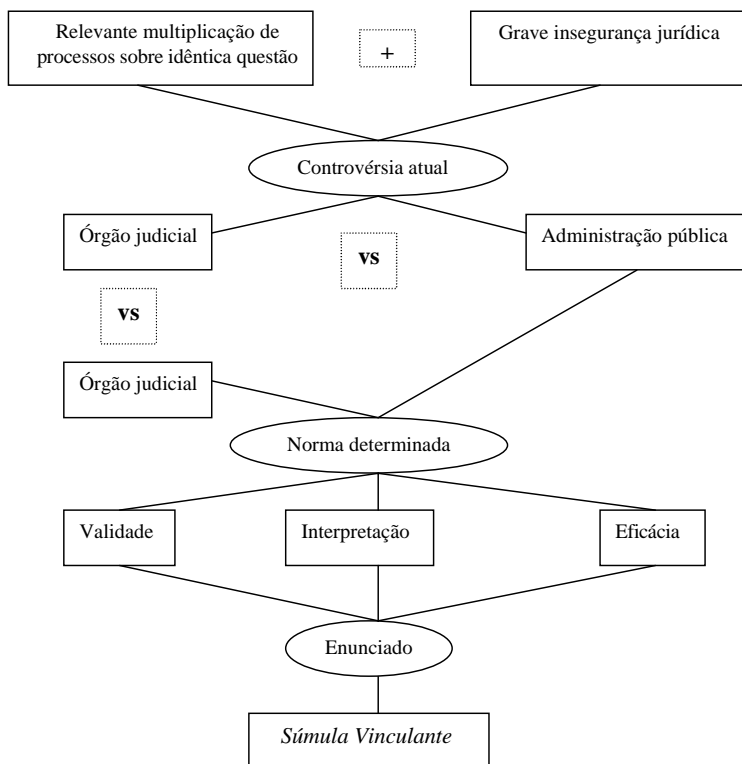 Relevante multiplicação de
processos sobre idêntica questão
+
Grave insegurança jurídica
Controvérsia atual
Órgão judicial
vs
Administração pública
vs
Órgão judicial
Norma determinada
Validade
Interpretação
Eficácia
Enunciado
Súmula Vinculante